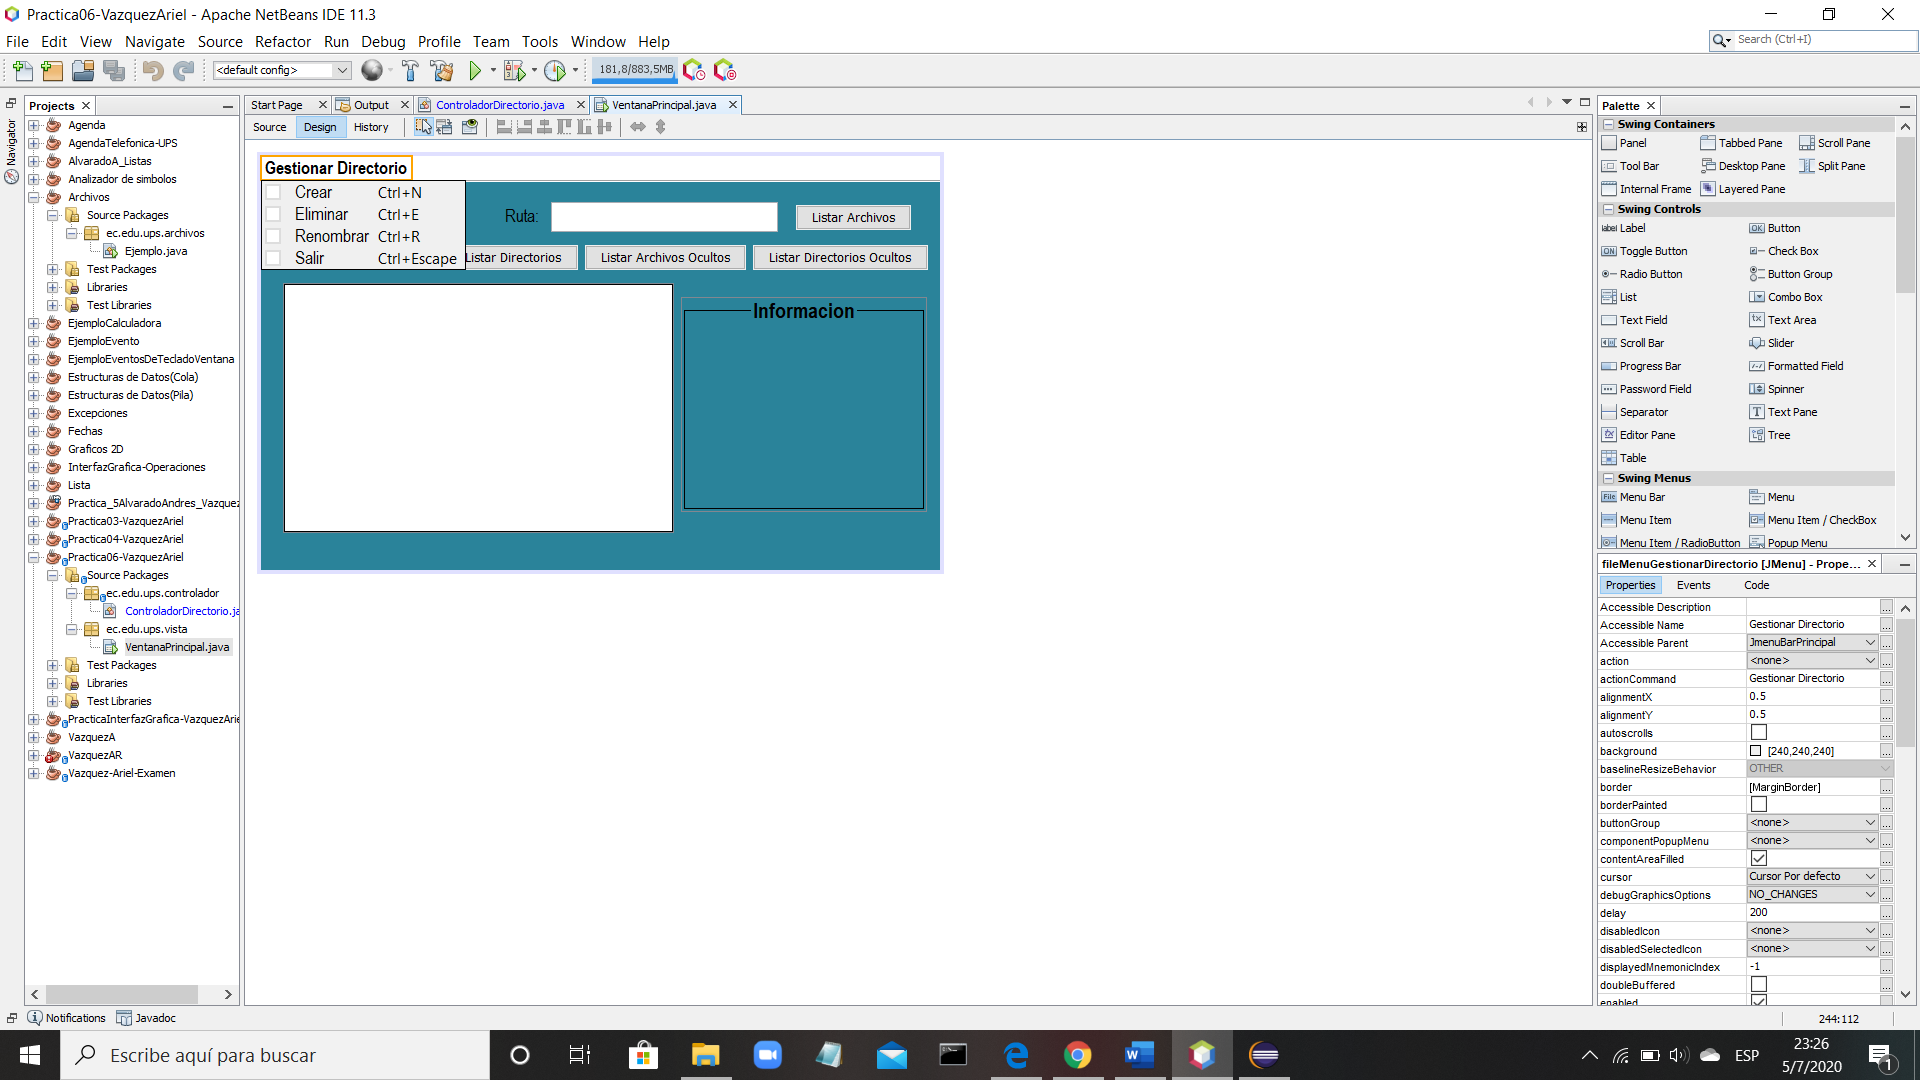 Practica06-VazquezAriel - Apache NetBeans IDE 11.3
File Edit View Navigate Source Refactor Run Debug Profile Team Tools Window Help
Search (Ctrl+I)
<default config>
181,8/883,5MB
Navigator
Projects
Agenda
AgendaTelefonica-UPS
AlvaradoA_Listas
Analizador de simbolos
Archivos
Source Packages
ec.edu.ups.archivos
Ejemplo.java
Test Packages
Libraries
Test Libraries
EjemploCalculadora
EjemploEvento
EjemploEventosDeTecladoVentana
Estructuras de Datos(Cola)
Estructuras de Datos(Pila)
Excepciones
Fechas
Graficos 2D
InterfazGrafica-Operaciones
Lista
Practica_5AlvaradoAndres_Vazquez
Practica03-VazquezAriel
Practica04-VazquezAriel
Practica06-VazquezAriel
Source Packages
ec.edu.ups.controlador
ControladorDirectorio.ja
ec.edu.ups.vista
VentanaPrincipal.java
Test Packages
Libraries
Test Libraries
PracticaInterfazGrafica-VazquezArie
VazquezA
VazquezAR
Vazquez-Ariel-Examen
Start Page Output ControladorDirectorio.java VentanaPrincipal.java
Source Design History
Gestionar Directorio
Crear Ctrl+N
Eliminar Ctrl+E
Renombrar Ctrl+R
Salir Ctrl+Escape
Ruta: Listar Archivos
Listar Directorios Listar Archivos Ocultos Listar Directorios Ocultos
Informacion
Palette
Swing Containers
Panel Tabbed Pane Scroll Pane
Tool Bar Desktop Pane Split Pane
Internal Frame Layered Pane
Swing Controls
Label Button
Toggle Button Check Box
Radio Button Button Group
List Combo Box
Text Field Text Area
Scroll Bar Slider
Progress Bar Formatted Field
Password Field Spinner
Separator Text Pane
Editor Pane Tree
Table
Swing Menus
Menu Bar Menu
Menu Item Menu Item / CheckBox
Menu Item / RadioButton Popup Menu
fileMenuGestionarDirectorio [JMenu] - Prope...
Properties Events Code
Accessible Description
Accessible Name Gestionar Directorio
Accessible Parent JmenuBarPrincipal
action <none>
actionCommand Gestionar Directorio
alignmentX 0.5
alignmentY 0.5
autoscrolls
background [240,240,240]
baselineResizeBehavior OTHER
border [MarginBorder]
borderPainted
buttonGroup <none>
componentPopupMenu <none>
contentAreaFilled
cursor Cursor Por defecto
debugGraphicsOptions NO_CHANGES
delay 200
disabledIcon <none>
disabledSelectedIcon <none>
displayedMnemonicIndex -1
doubleBuffered
enabled
Notifications Javadoc
244:112
Escribe aquí para buscar
ESP
23:26
5/7/2020
1